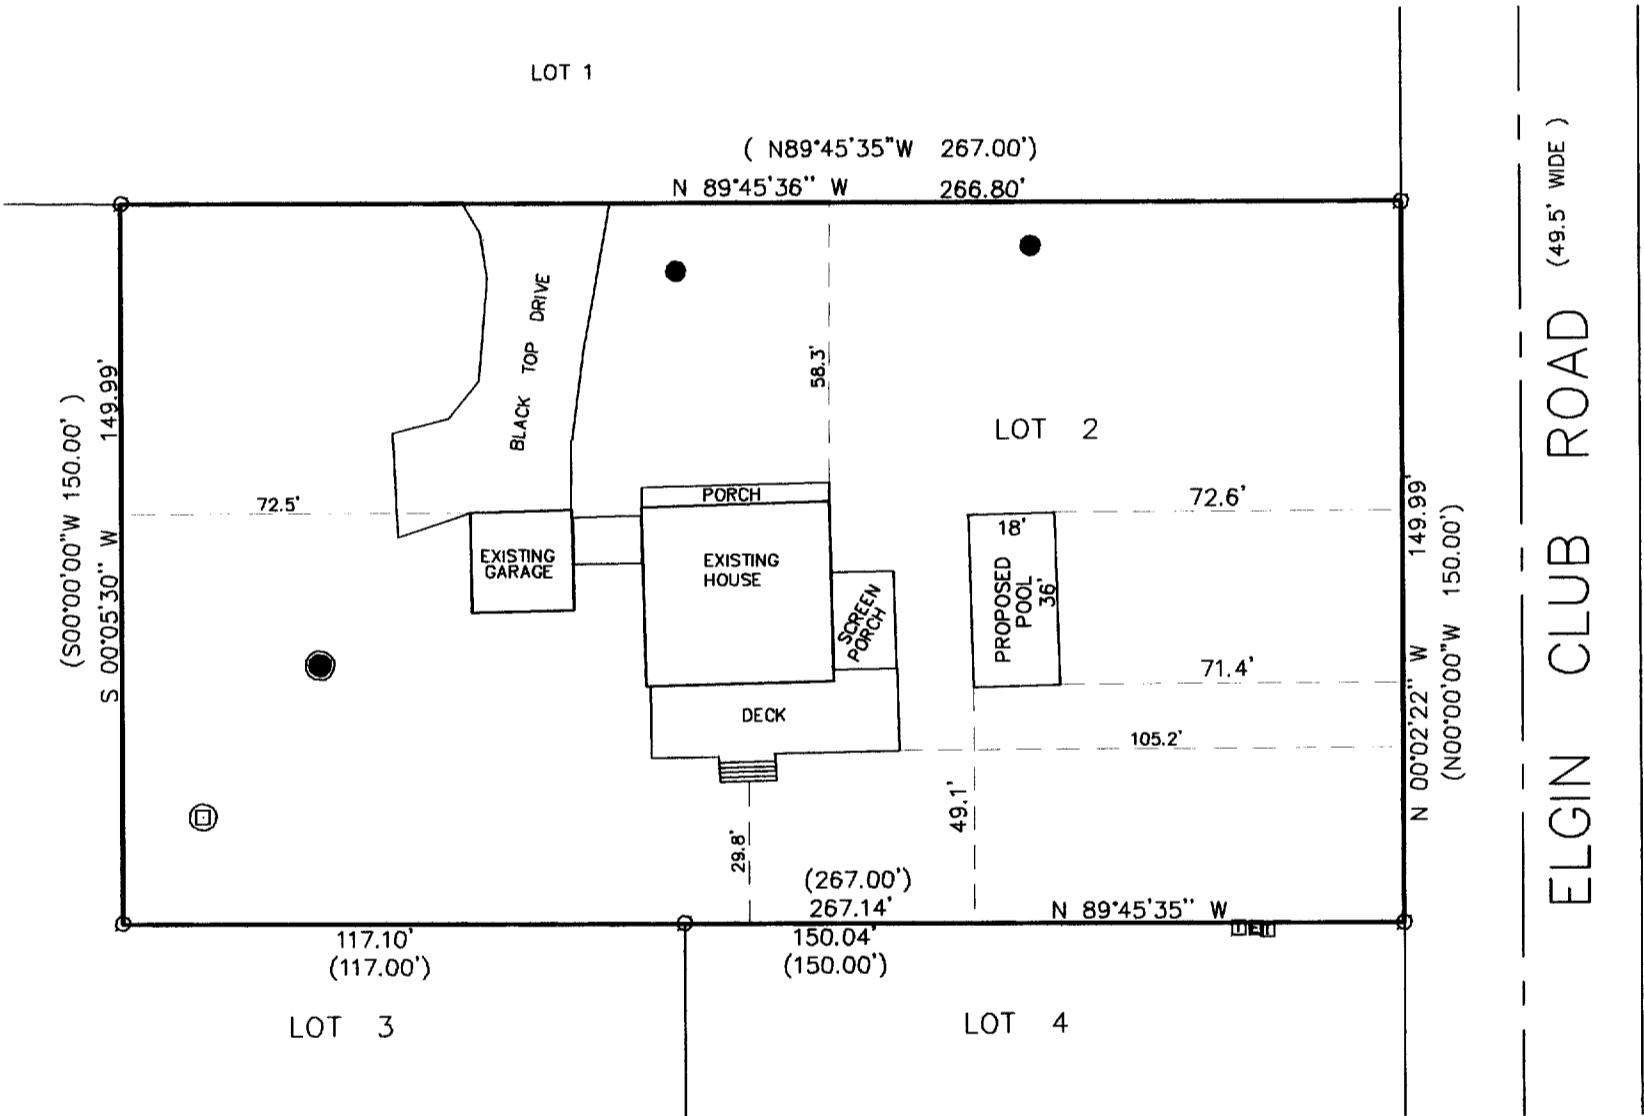 LOT 1
( N89°45'35"W 267.00')
N 89°45'36" W 266.80'
ELGIN CLUB ROAD (49.5' WIDE )
BLACK TOP DRIVE
58.3'
LOT 2
(S00°00'00"W 150.00' )
S 00°05'30" W 149.99'
72.5'
PORCH
72.6'
EXISTING
GARAGE
EXISTING
HOUSE
SCREEN
PORCH
18'
PROPOSED
POOL
36'
71.4'
N 00°02'22" W 149.99'
(N00°00'00"W 150.00')
DECK
105.2'
49.1'
29.8'
(267.00')
267.14'
N 89°45'35" W
117.10'
(117.00')
150.04'
(150.00')
LOT 3
LOT 4